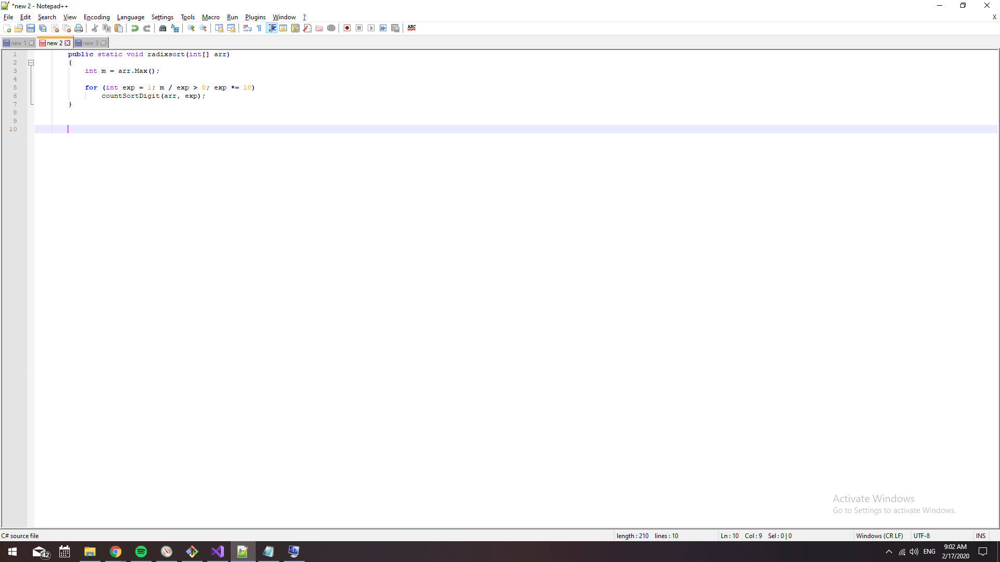 *new 2 - Notepad++
File Edit Search View Encoding Language Settings Tools Macro Run Plugins Window ? X
ABC
new 1 new 2 new 3
1 public static void radixsort(int[] arr)
2 {
3 int m = arr.Max();
4
5 for (int exp = 1; m / exp > 0; exp *= 10)
6 countSortDigit(arr, exp);
7 }
8
9
10
Activate Windows
Go to Settings to activate Windows.
C# source file length : 210 lines : 10 Ln : 10 Col : 9 Sel : 0 | 0 Windows (CR LF) UTF-8 INS
42 ENG 9:02 AM
2/17/2020